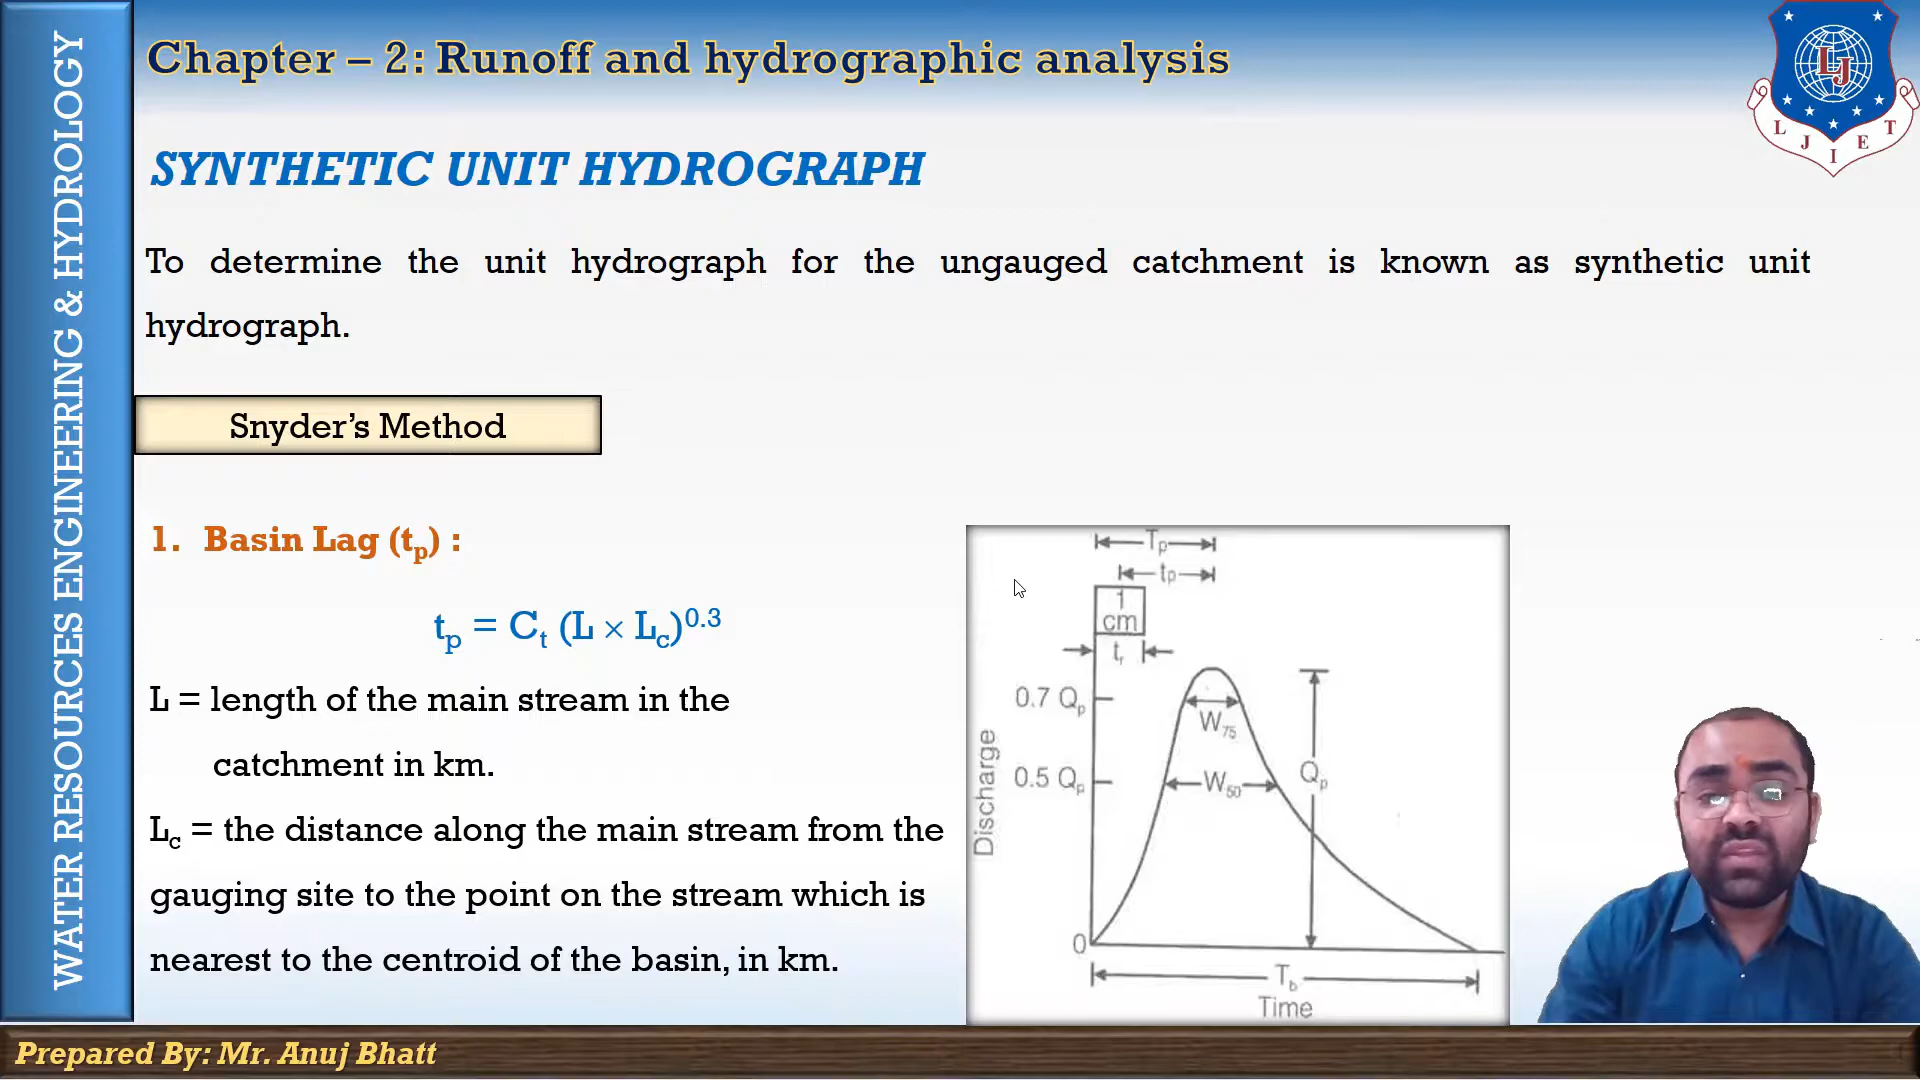 Chapter – 2: Runoff and hydrographic analysis
WATER RESOURCES ENGINEERING & HYDROLOGY
LJ
L J I E T
SYNTHETIC UNIT HYDROGRAPH
To determine the unit hydrograph for the ungauged catchment is known as synthetic unit
hydrograph.
Snyder’s Method
1. Basin Lag (tp) :
tp = Ct (L × Lc)^0.3
L = length of the main stream in the
catchment in km.
Lc = the distance along the main stream from the
gauging site to the point on the stream which is
nearest to the centroid of the basin, in km.
Tp
tp
1
cm
tr
0.7 Qp
W75
Discharge
0.5 Qp
W50
Qp
0
Tb
Time
Prepared By: Mr. Anuj Bhatt